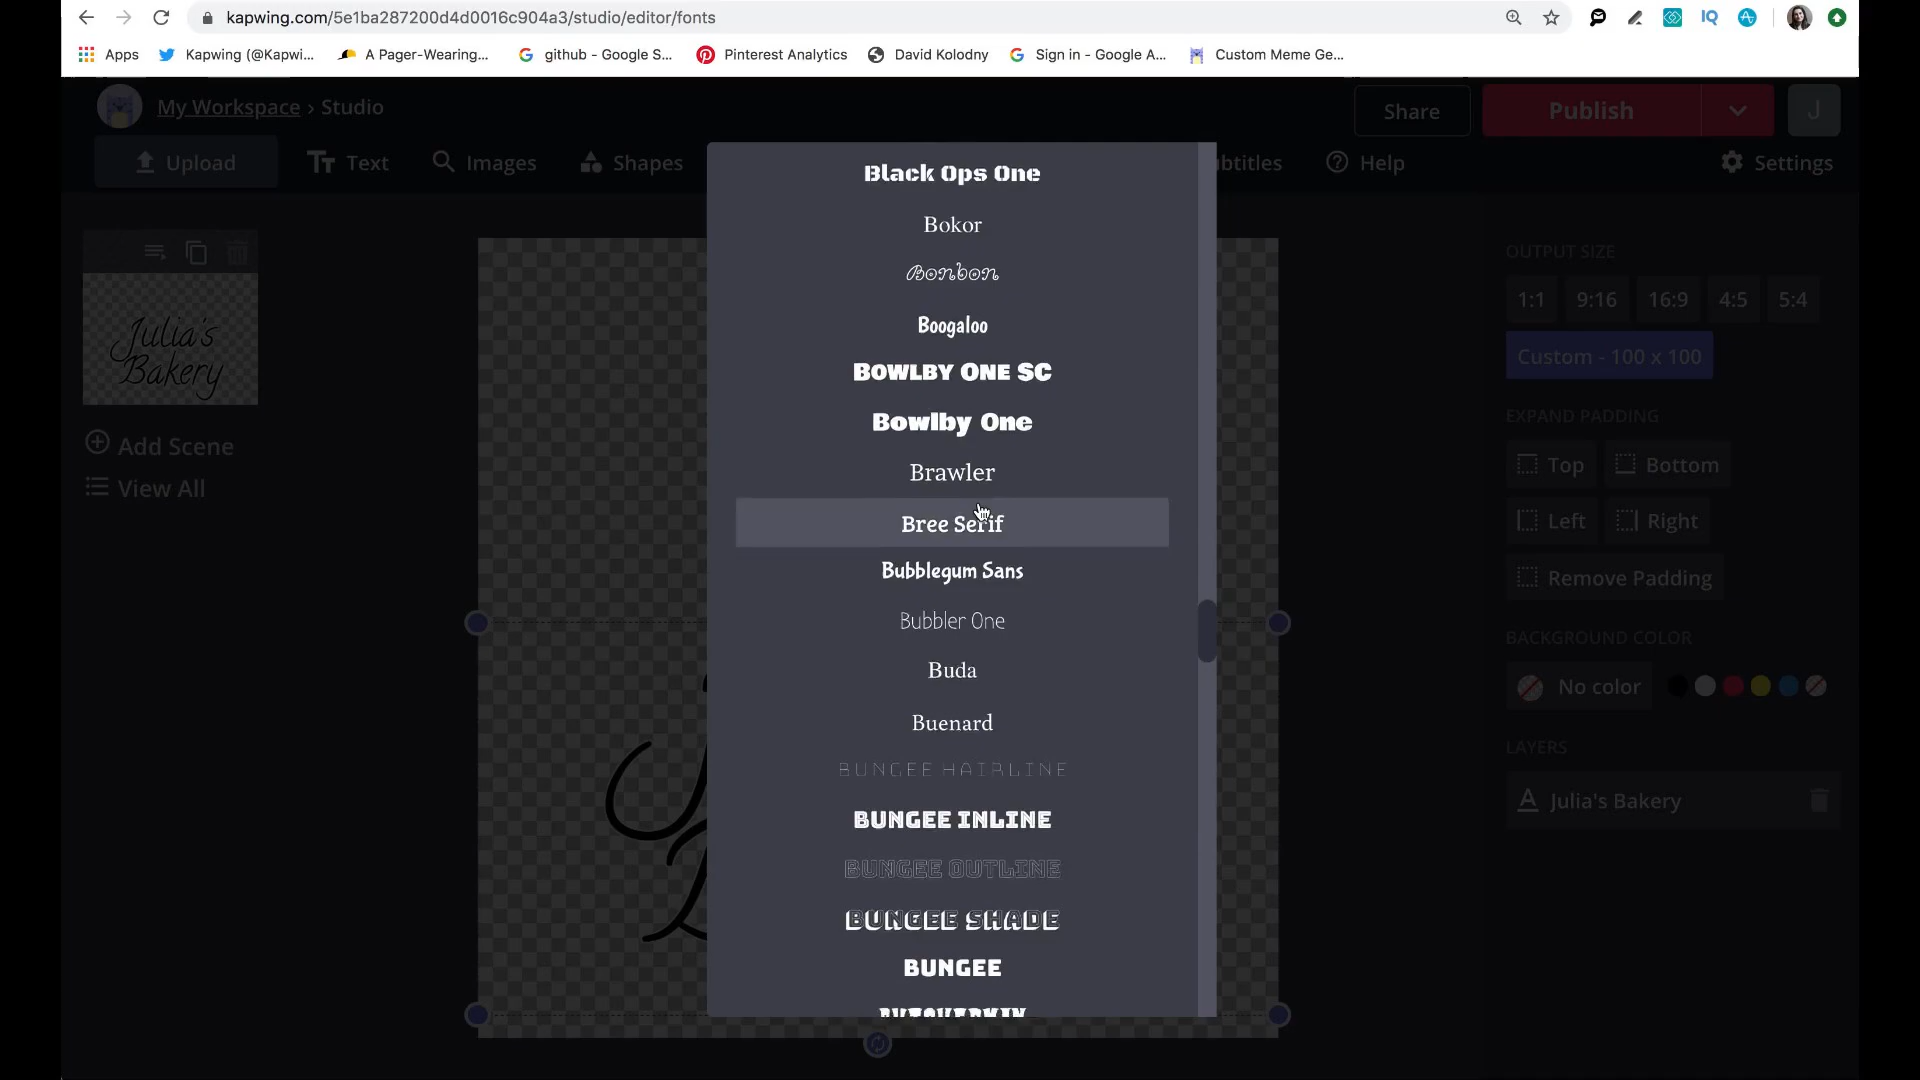 kapwing.com/5e1ba287200d4d0016c904a3/studio/editor/fonts
IQ
Apps
Kapwing (@Kapwi...
A Pager-Wearing...
github - Google S...
Pinterest Analytics
David Kolodny
Sign in - Google A...
Custom Meme Ge...
My Workspace › Studio
Share
Publish
J
Upload
Text
Images
Shapes
Help
Settings
Julia's
Bakery
Add Scene
View All
Black Ops One
Bokor
Bonbon
Boogaloo
BOWLBY ONE SC
Bowlby One
Brawler
Bree Serif
Bubblegum Sans
Bubbler One
Buda
Buenard
BUNGEE HAIRLINE
BUNGEE INLINE
BUNGEE OUTLINE
BUNGEE SHADE
BUNGEE
OUTPUT SIZE
1:1
9:16
16:9
4:5
5:4
Custom - 100 x 100
EXPAND PADDING
Top
Bottom
Left
Right
Remove Padding
BACKGROUND COLOR
No color
LAYERS
Julia's Bakery